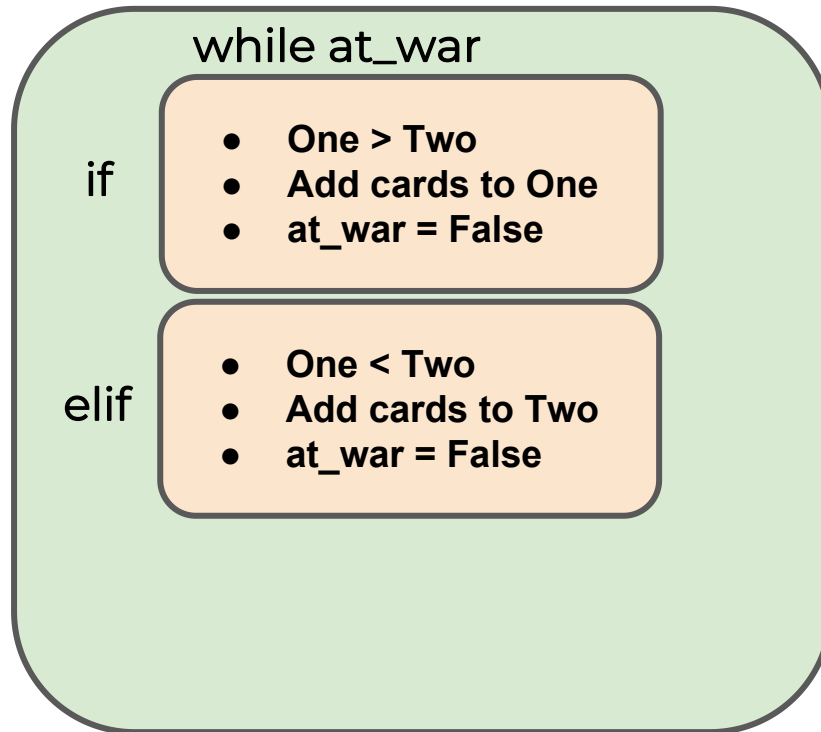 while at_war
if
● One > Two
● Add cards to One
● at_war = False
elif
● One < Two
● Add cards to Two
● at_war = False